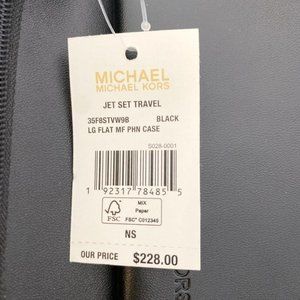 MICHAEL
MICHAEL KORS
JET SET TRAVEL
35F8STVW9B BLACK
LG FLAT MF PHN CASE
S028-0001
1 92317 78485 5
FSC
MIX
Paper
FSC® C012345
NS
OUR PRICE $228.00
ORS